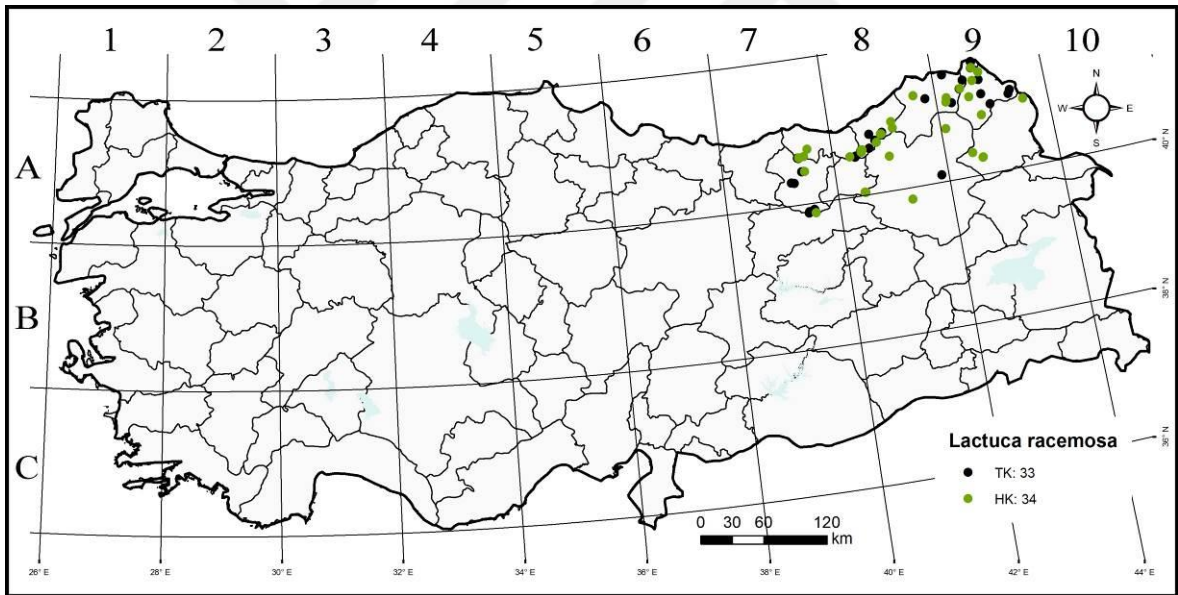 1 2 3 4 5 6 7 8 9 10
N
W E
S
40° N
A
38° N
B
36° N
C
Lactuca racemosa
TK: 33
HK: 34
0 30 60 120
km
26° E 28° E 30° E 32° E 34° E 36° E 38° E 40° E 42° E 44° E